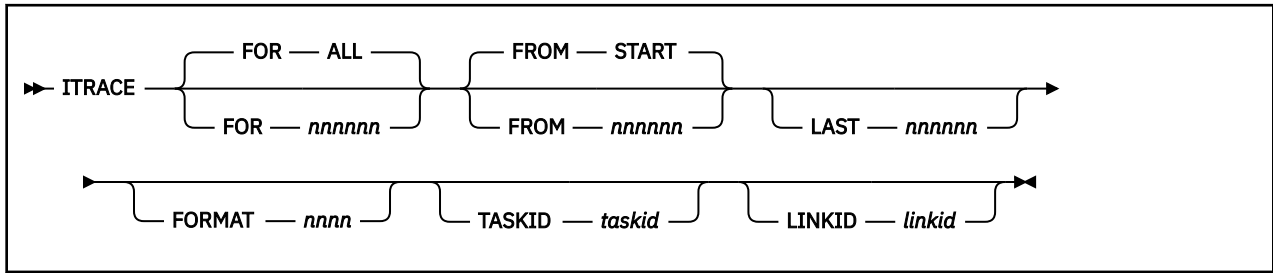 FOR ALL FROM START
ITRACE
FOR nnnnnn FROM nnnnnn LAST nnnnnn
FORMAT nnnn TASKID taskid LINKID linkid